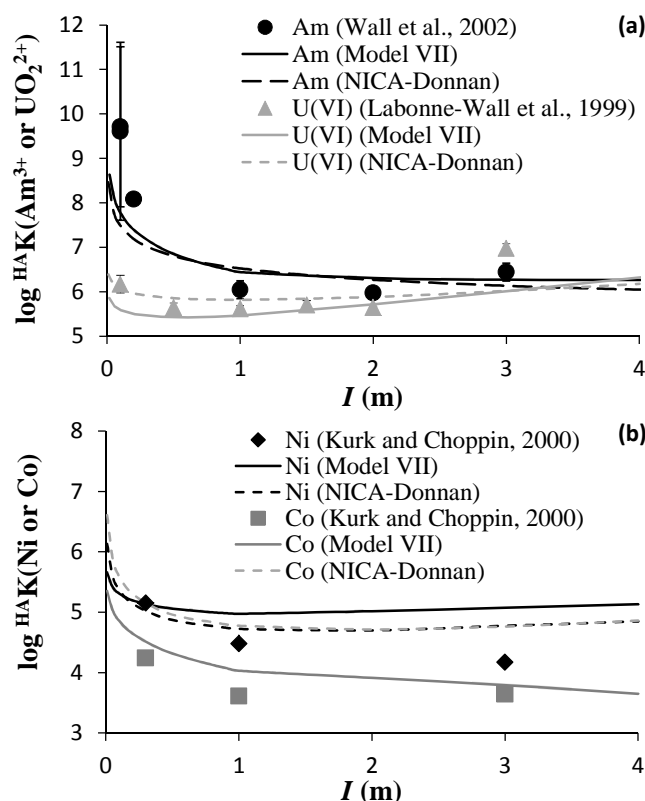 (a)
Am (Wall et al., 2002)
Am (Model VII)
Am (NICA-Donnan)
U(VI) (Labonne-Wall et al., 1999)
U(VI) (Model VII)
U(VI) (NICA-Donnan)
log ᴴᴬK(Am³⁺ or UO₂²⁺)
12
11
10
9
8
7
6
5
0 1 2 3 4
I (m)
(b)
Ni (Kurk and Choppin, 2000)
Ni (Model VII)
Ni (NICA-Donnan)
Co (Kurk and Choppin, 2000)
Co (Model VII)
Co (NICA-Donnan)
log ᴴᴬK(Ni or Co)
8
7
6
5
4
3
0 1 2 3 4
I (m)